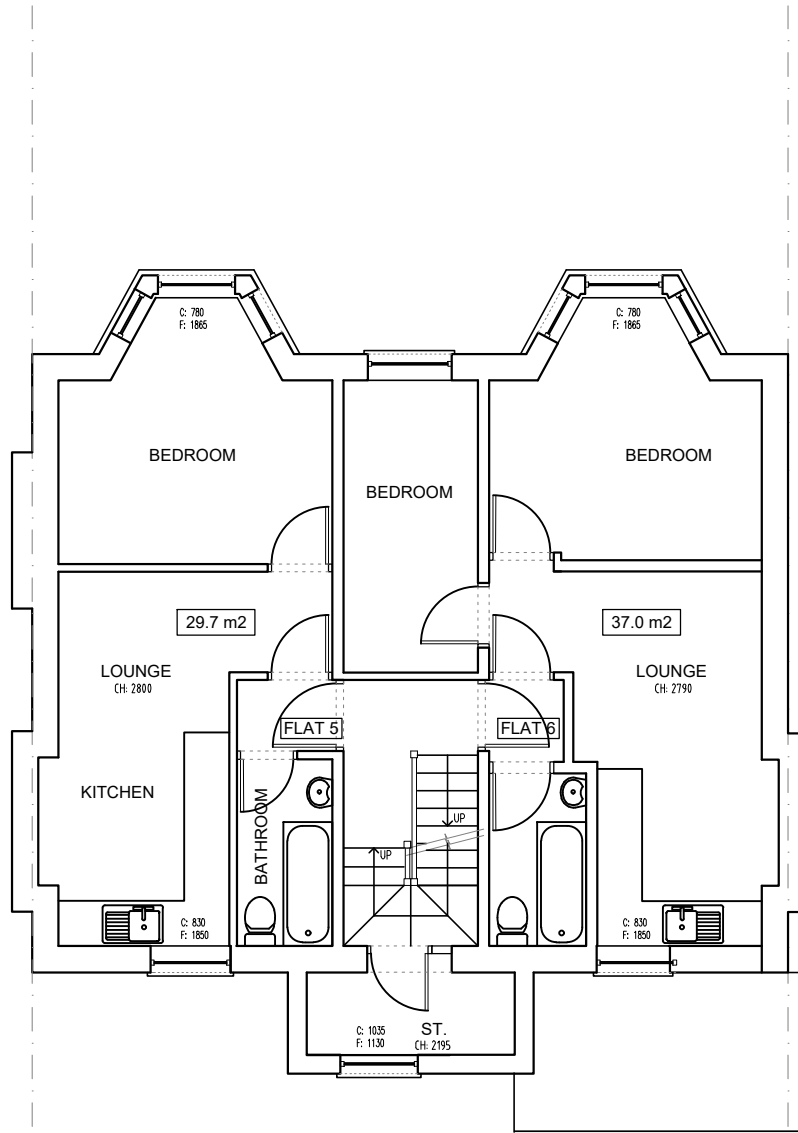 C: 780
F: 1865
C: 780
F: 1865
BEDROOM
BEDROOM
BEDROOM
29.7 m2
37.0 m2
LOUNGE
CH: 2800
LOUNGE
CH: 2790
FLAT 5
FLAT 6
KITCHEN
BATHROOM
UP
UP
C: 830
F: 1850
C: 830
F: 1850
C: 1035
F: 1130
ST.
CH: 2195